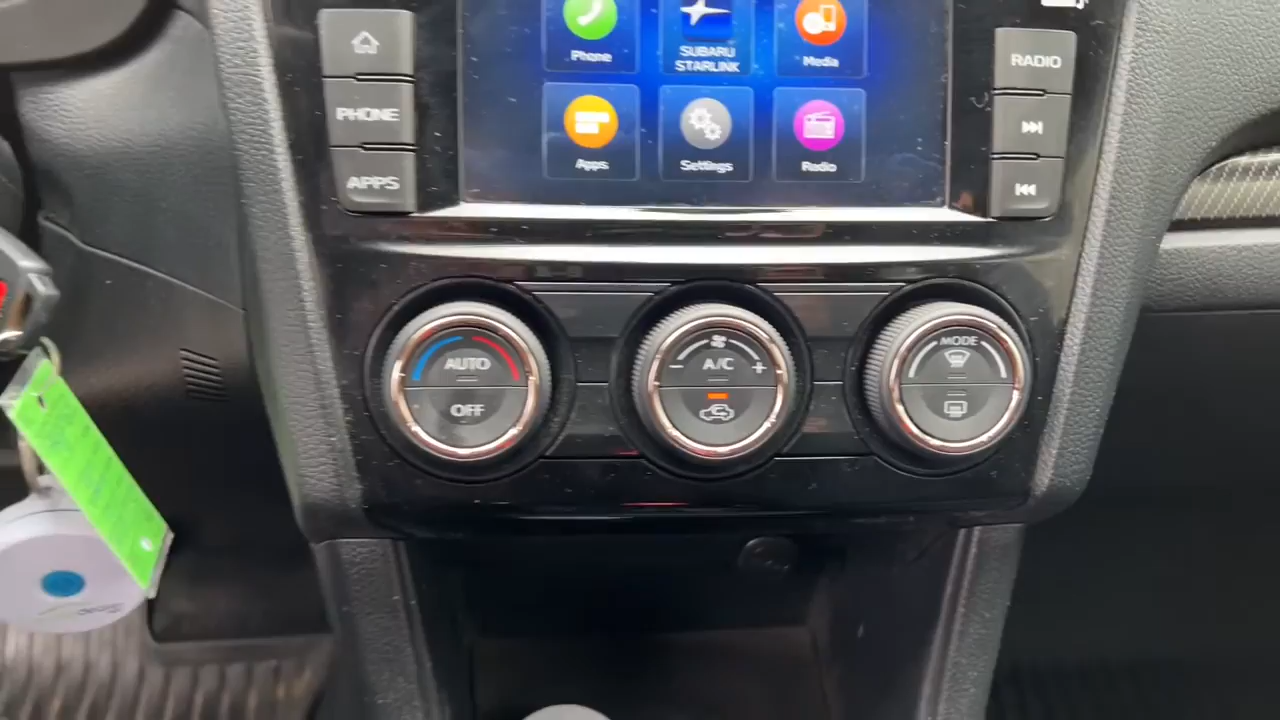 PHONE
APPS
Phone
SUBARU
STARLINK
Media
Apps
Settings
Radio
RADIO
AUTO
OFF
A/C
− +
MODE